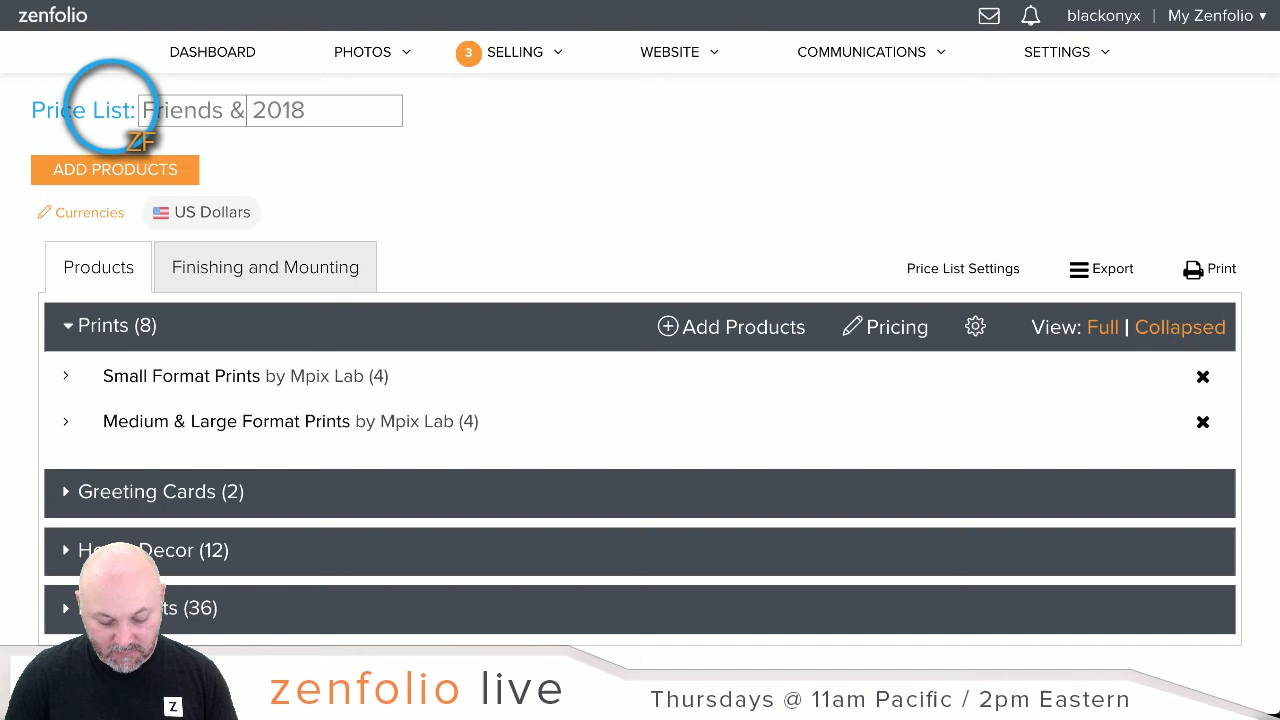 zenfolio
blackonyx | My Zenfolio
DASHBOARD PHOTOS 3 SELLING WEBSITE COMMUNICATIONS SETTINGS
Price List: Friends & 2018
ZF
ADD PRODUCTS
Currencies US Dollars
Products Finishing and Mounting Price List Settings Export Print
Prints (8) Add Products Pricing View: Full | Collapsed
Small Format Prints by Mpix Lab (4)
Medium & Large Format Prints by Mpix Lab (4)
Greeting Cards (2)
Decor (12)
(36)
Z
zenfolio live Thursdays @ 11am Pacific / 2pm Eastern